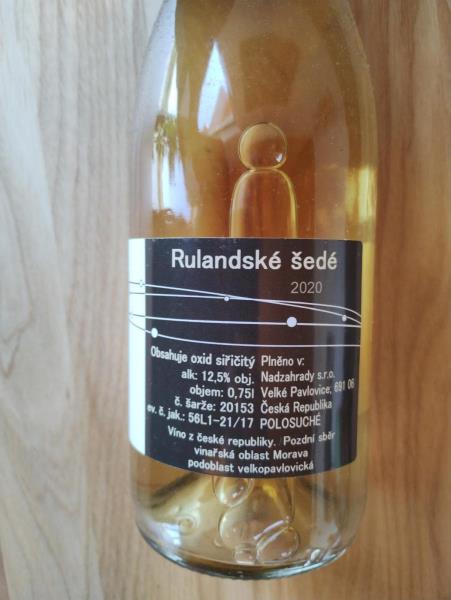 Rulandské šedé
2020
Obsahuje oxid siřičitý
alk: 12,5% obj.
objem: 0,75l
č. šarže: 20153
ev. č. jak.: 56L1-21/17
Plněno v:
Nadzahrady s.r.o.
Velké Pavlovice, 691 06
Česká Republika
POLOSUCHÉ
Víno z české republiky. Pozdní sběr
vinařská oblast Morava
podoblast velkopavlovická